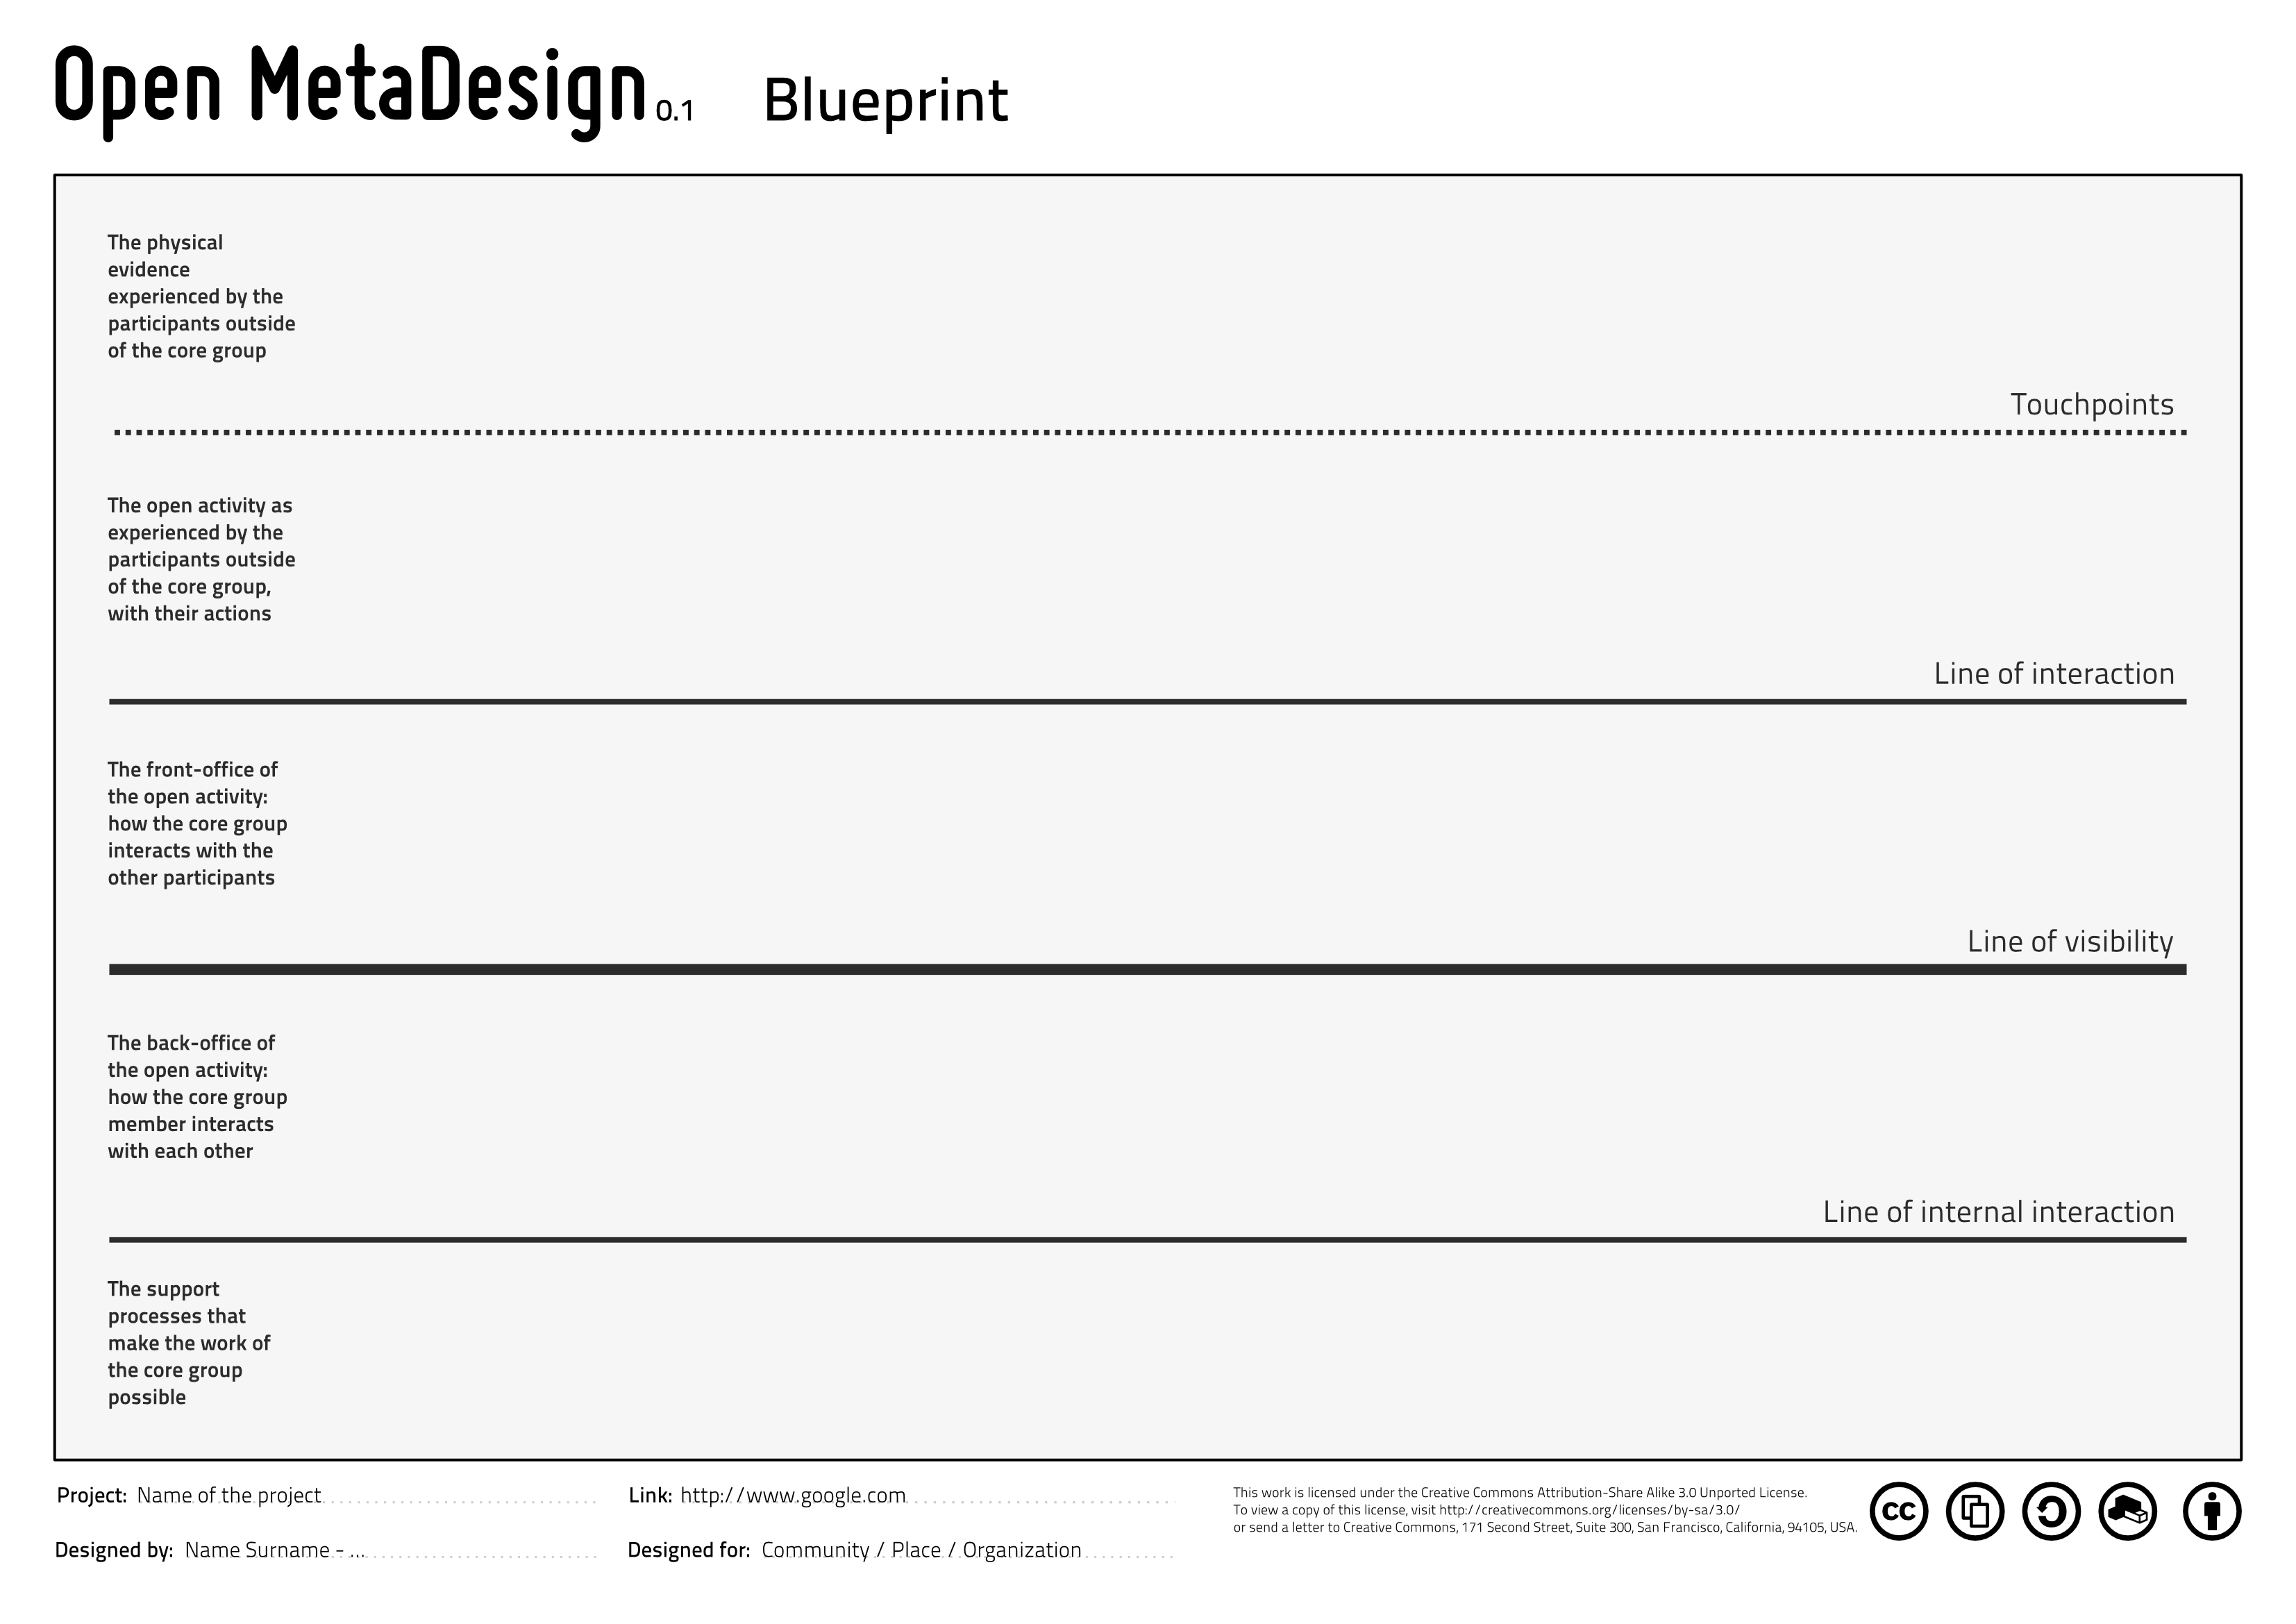 Open MetaDesign 0.1 Blueprint
The physical
evidence
experienced by the
participants outside
of the core group
Touchpoints
The open activity as
experienced by the
participants outside
of the core group,
with their actions
Line of interaction
The front-office of
the open activity:
how the core group
interacts with the
other participants
Line of visibility
The back-office of
the open activity:
how the core group
member interacts
with each other
Line of internal interaction
The support
processes that
make the work of
the core group
possible
Project: Name of the project
Link: http://www.google.com
Designed by: Name Surname - ...
Designed for: Community / Place / Organization
This work is licensed under the Creative Commons Attribution-Share Alike 3.0 Unported License.
To view a copy of this license, visit http://creativecommons.org/licenses/by-sa/3.0/
or send a letter to Creative Commons, 171 Second Street, Suite 300, San Francisco, California, 94105, USA.
cc